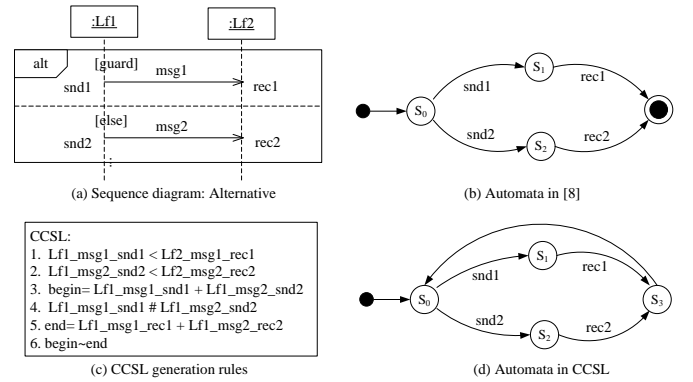 :Lf1
:Lf2
alt
[guard]
msg1
snd1
rec1
[else]
msg2
snd2
rec2
(a) Sequence diagram: Alternative
S0
snd1
S1
rec1
snd2
S2
rec2
(b) Automata in [8]
CCSL:
1. Lf1_msg1_snd1 < Lf2_msg1_rec1
2. Lf1_msg2_snd2 < Lf2_msg2_rec2
3. begin= Lf1_msg1_snd1 + Lf1_msg2_snd2
4. Lf1_msg1_snd1 # Lf1_msg2_snd2
5. end= Lf1_msg1_rec1 + Lf1_msg2_rec2
6. begin~end
(c) CCSL generation rules
S0
snd1
S1
rec1
S3
snd2
S2
rec2
(d) Automata in CCSL